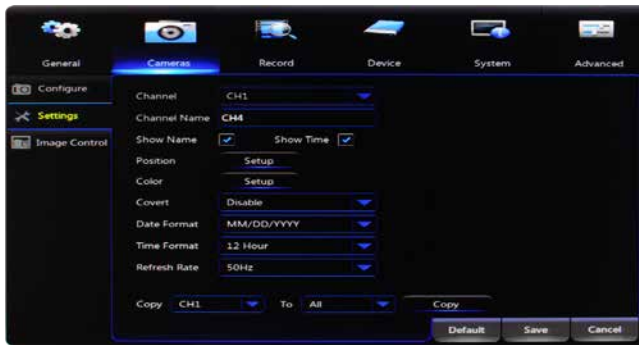 General Cameras Record Device System Advanced
Configure
Settings
Image Control
Channel CH1
Channel Name CH4
Show Name Show Time
Position Setup
Color Setup
Covert Disable
Date Format MM/DD/YYYY
Time Format 12 Hour
Refresh Rate 50Hz
Copy CH1 To All Copy
Default Save Cancel